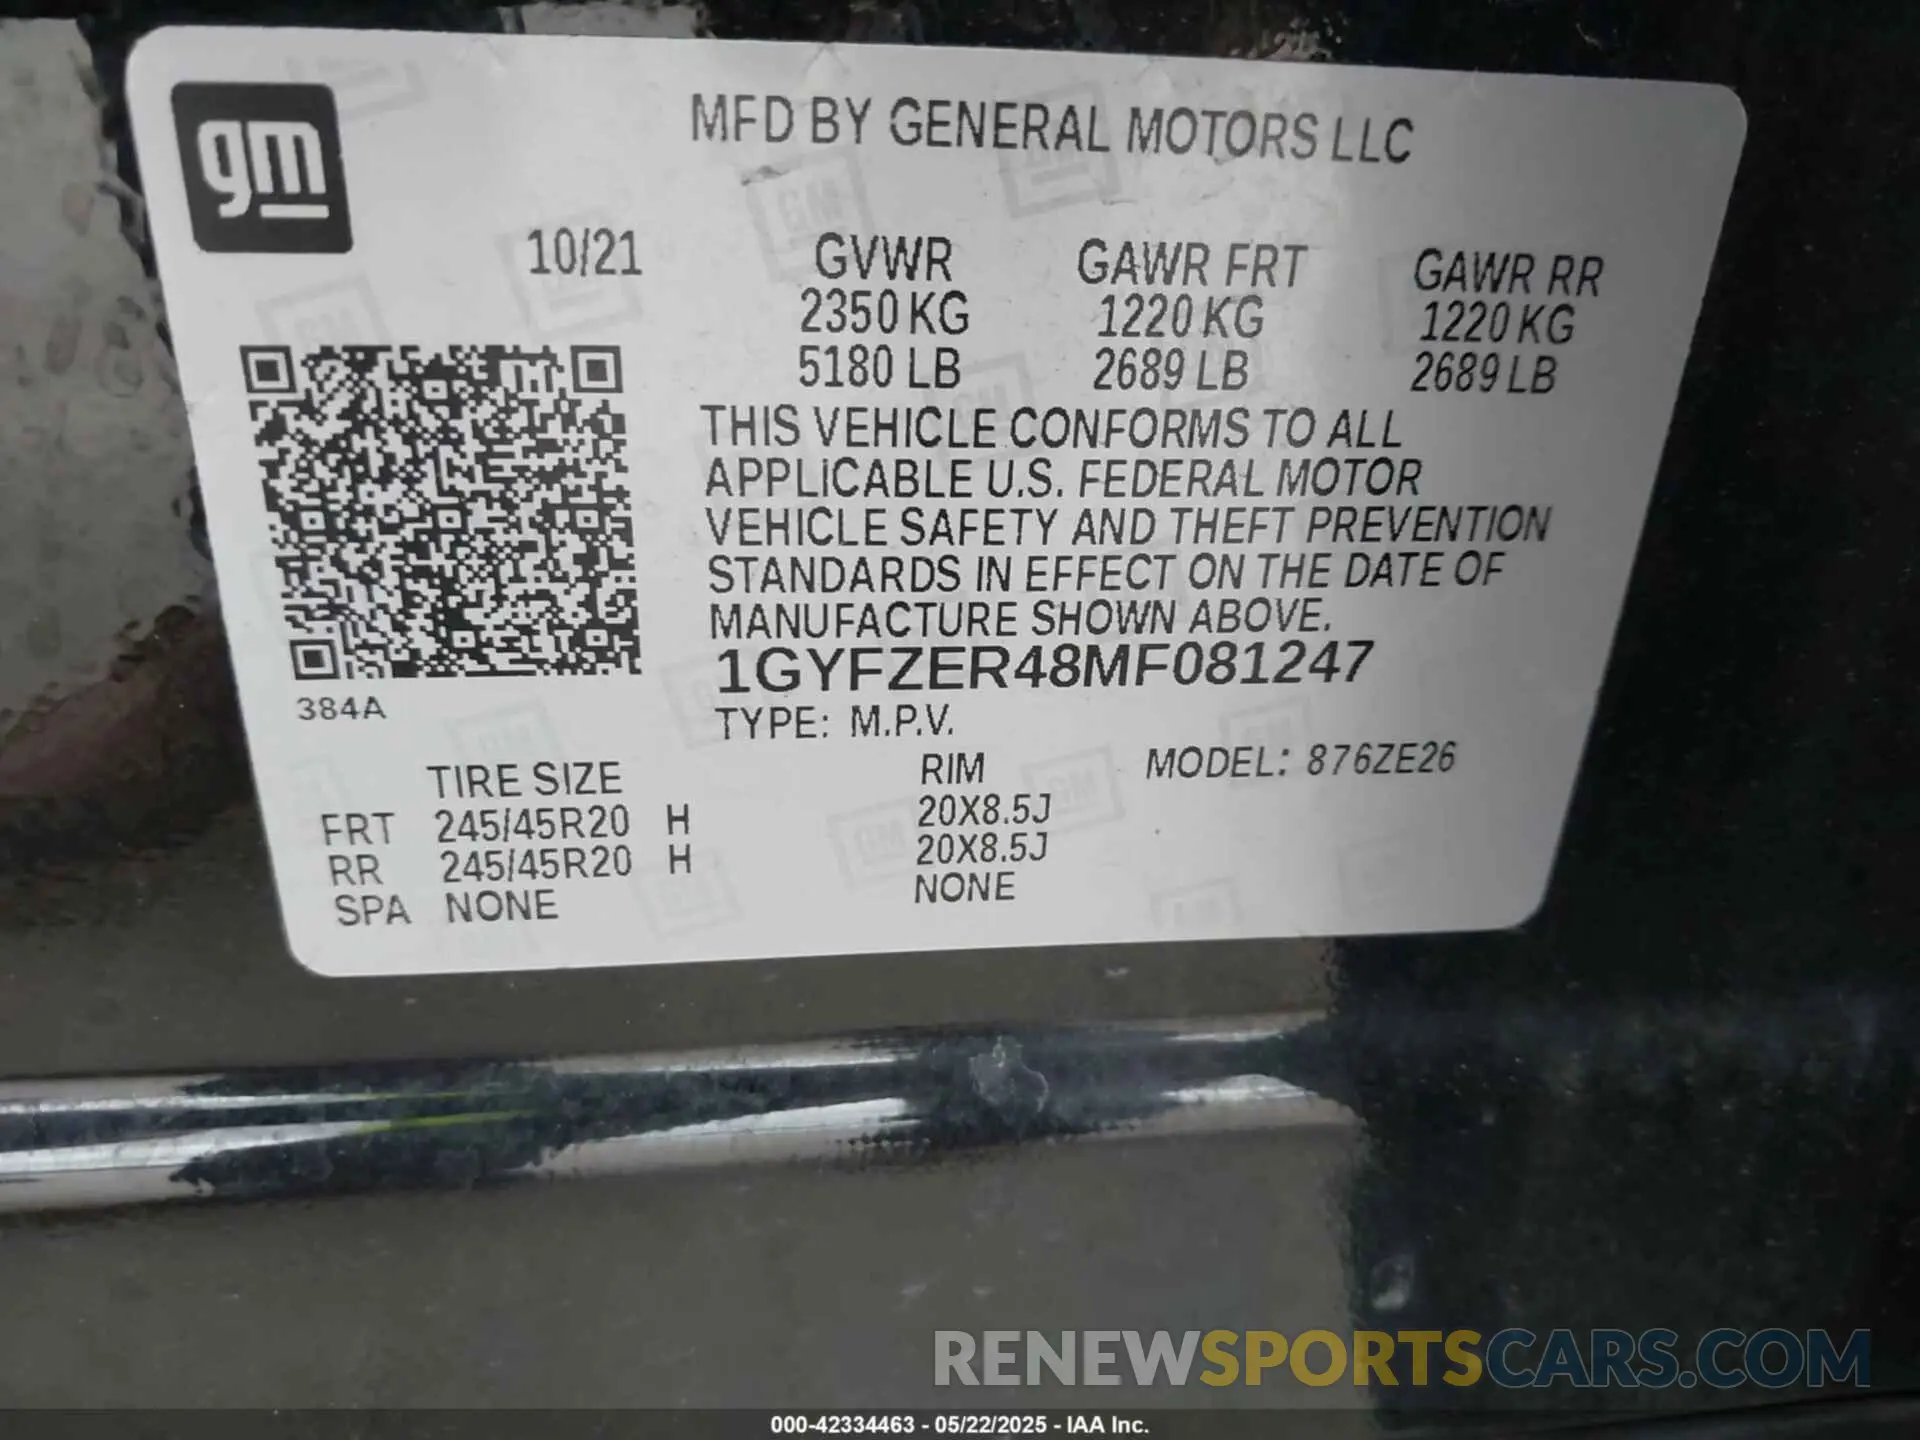 gm
MFD BY GENERAL MOTORS LLC
10/21 GVWR GAWR FRT GAWR RR
2350 KG 1220 KG 1220 KG
5180 LB 2689 LB 2689 LB
THIS VEHICLE CONFORMS TO ALL
APPLICABLE U.S. FEDERAL MOTOR
VEHICLE SAFETY AND THEFT PREVENTION
STANDARDS IN EFFECT ON THE DATE OF
MANUFACTURE SHOWN ABOVE.
1GYFZER48MF081247
384A
TYPE: M.P.V.
TIRE SIZE RIM MODEL: 876ZE26
FRT 245/45R20 H 20X8.5J
RR 245/45R20 H 20X8.5J
SPA NONE NONE
RENEWSPORTSCARS.COM
000-42334463 - 05/22/2025 - IAA Inc.